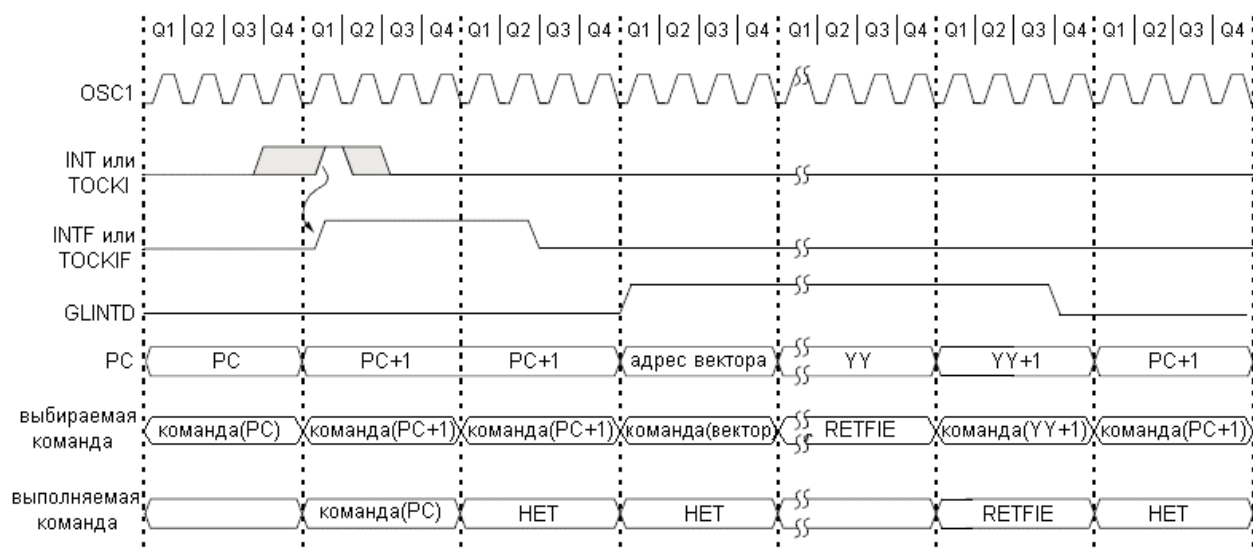 Q1 Q2 Q3 Q4 Q1 Q2 Q3 Q4 Q1 Q2 Q3 Q4 Q1 Q2 Q3 Q4 Q1 Q2 Q3 Q4 Q1 Q2 Q3 Q4 Q1 Q2 Q3 Q4
OSC1
INT или
TOCKI
INTF или
TOCKIF
GLINTD
PC PC PC+1 PC+1 адрес вектора YY YY+1 PC+1
выбираемая
команда
команда(PC) команда(PC+1) команда(PC+1) команда(вектор) RETFIE команда(YY+1) команда(PC+1)
выполняемая
команда
команда(PC) НЕТ НЕТ RETFIE НЕТ